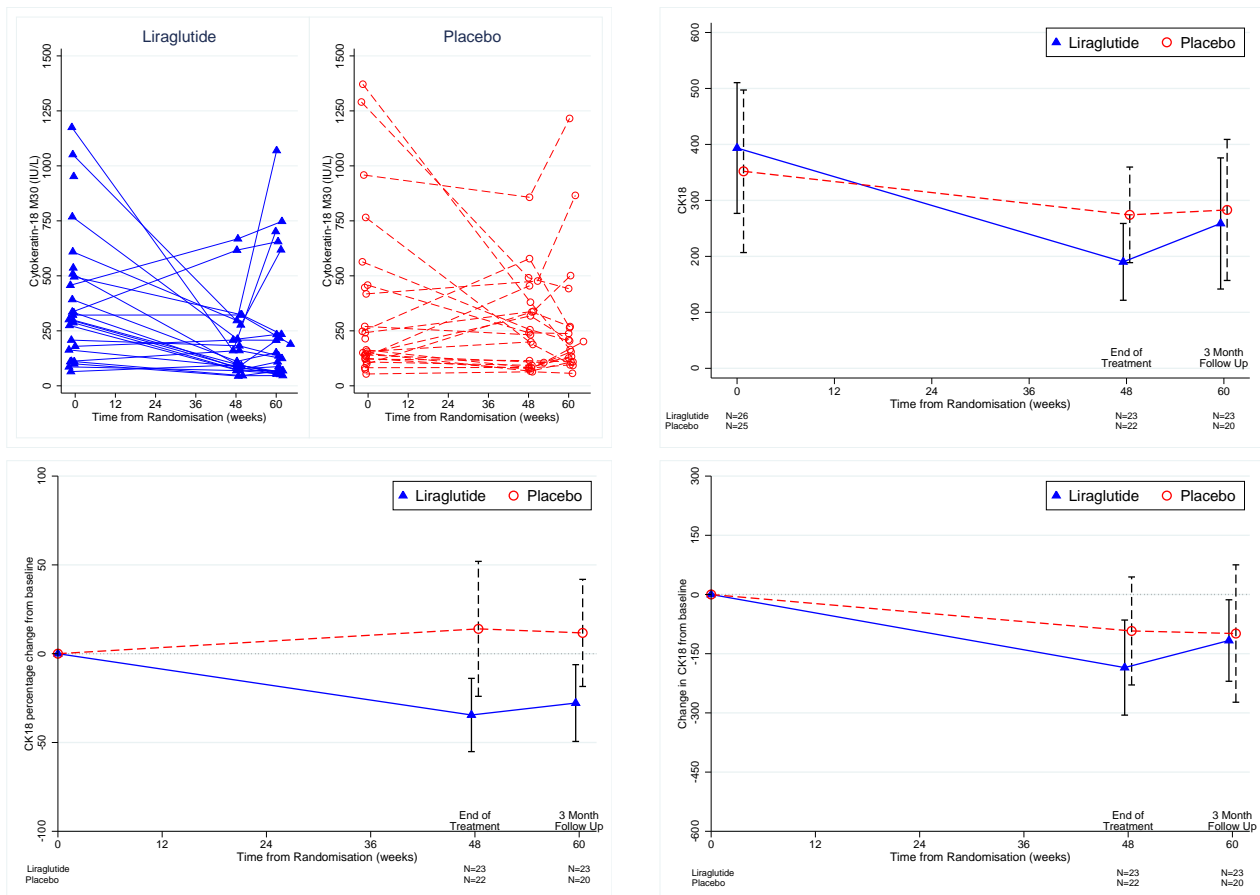 Liraglutide
Placebo
Cytokeratin-18 M30 (IU/L)
1500
1250
1000
750
500
250
0
0 12 24 36 48 60
Time from Randomisation (weeks)
Cytokeratin-18 M30 (IU/L)
1500
1250
1000
750
500
250
0
0 12 24 36 48 60
Time from Randomisation (weeks)
Liraglutide Placebo
CK18
600
500
400
300
200
100
0
End of
Treatment
3 Month
Follow Up
0 12 24 36 48 60
Time from Randomisation (weeks)
Liraglutide N=26 N=23 N=23
Placebo N=25 N=22 N=20
Liraglutide Placebo
CK18 percentage change from baseline
100
50
0
-50
-100
End of
Treatment
3 Month
Follow Up
0 12 24 36 48 60
Time from Randomisation (weeks)
Liraglutide N=23 N=23
Placebo N=22 N=20
Liraglutide Placebo
Change in CK18 from baseline
300
150
0
-150
-300
-450
-600
End of
Treatment
3 Month
Follow Up
0 12 24 36 48 60
Time from Randomisation (weeks)
Liraglutide N=23 N=23
Placebo N=22 N=20